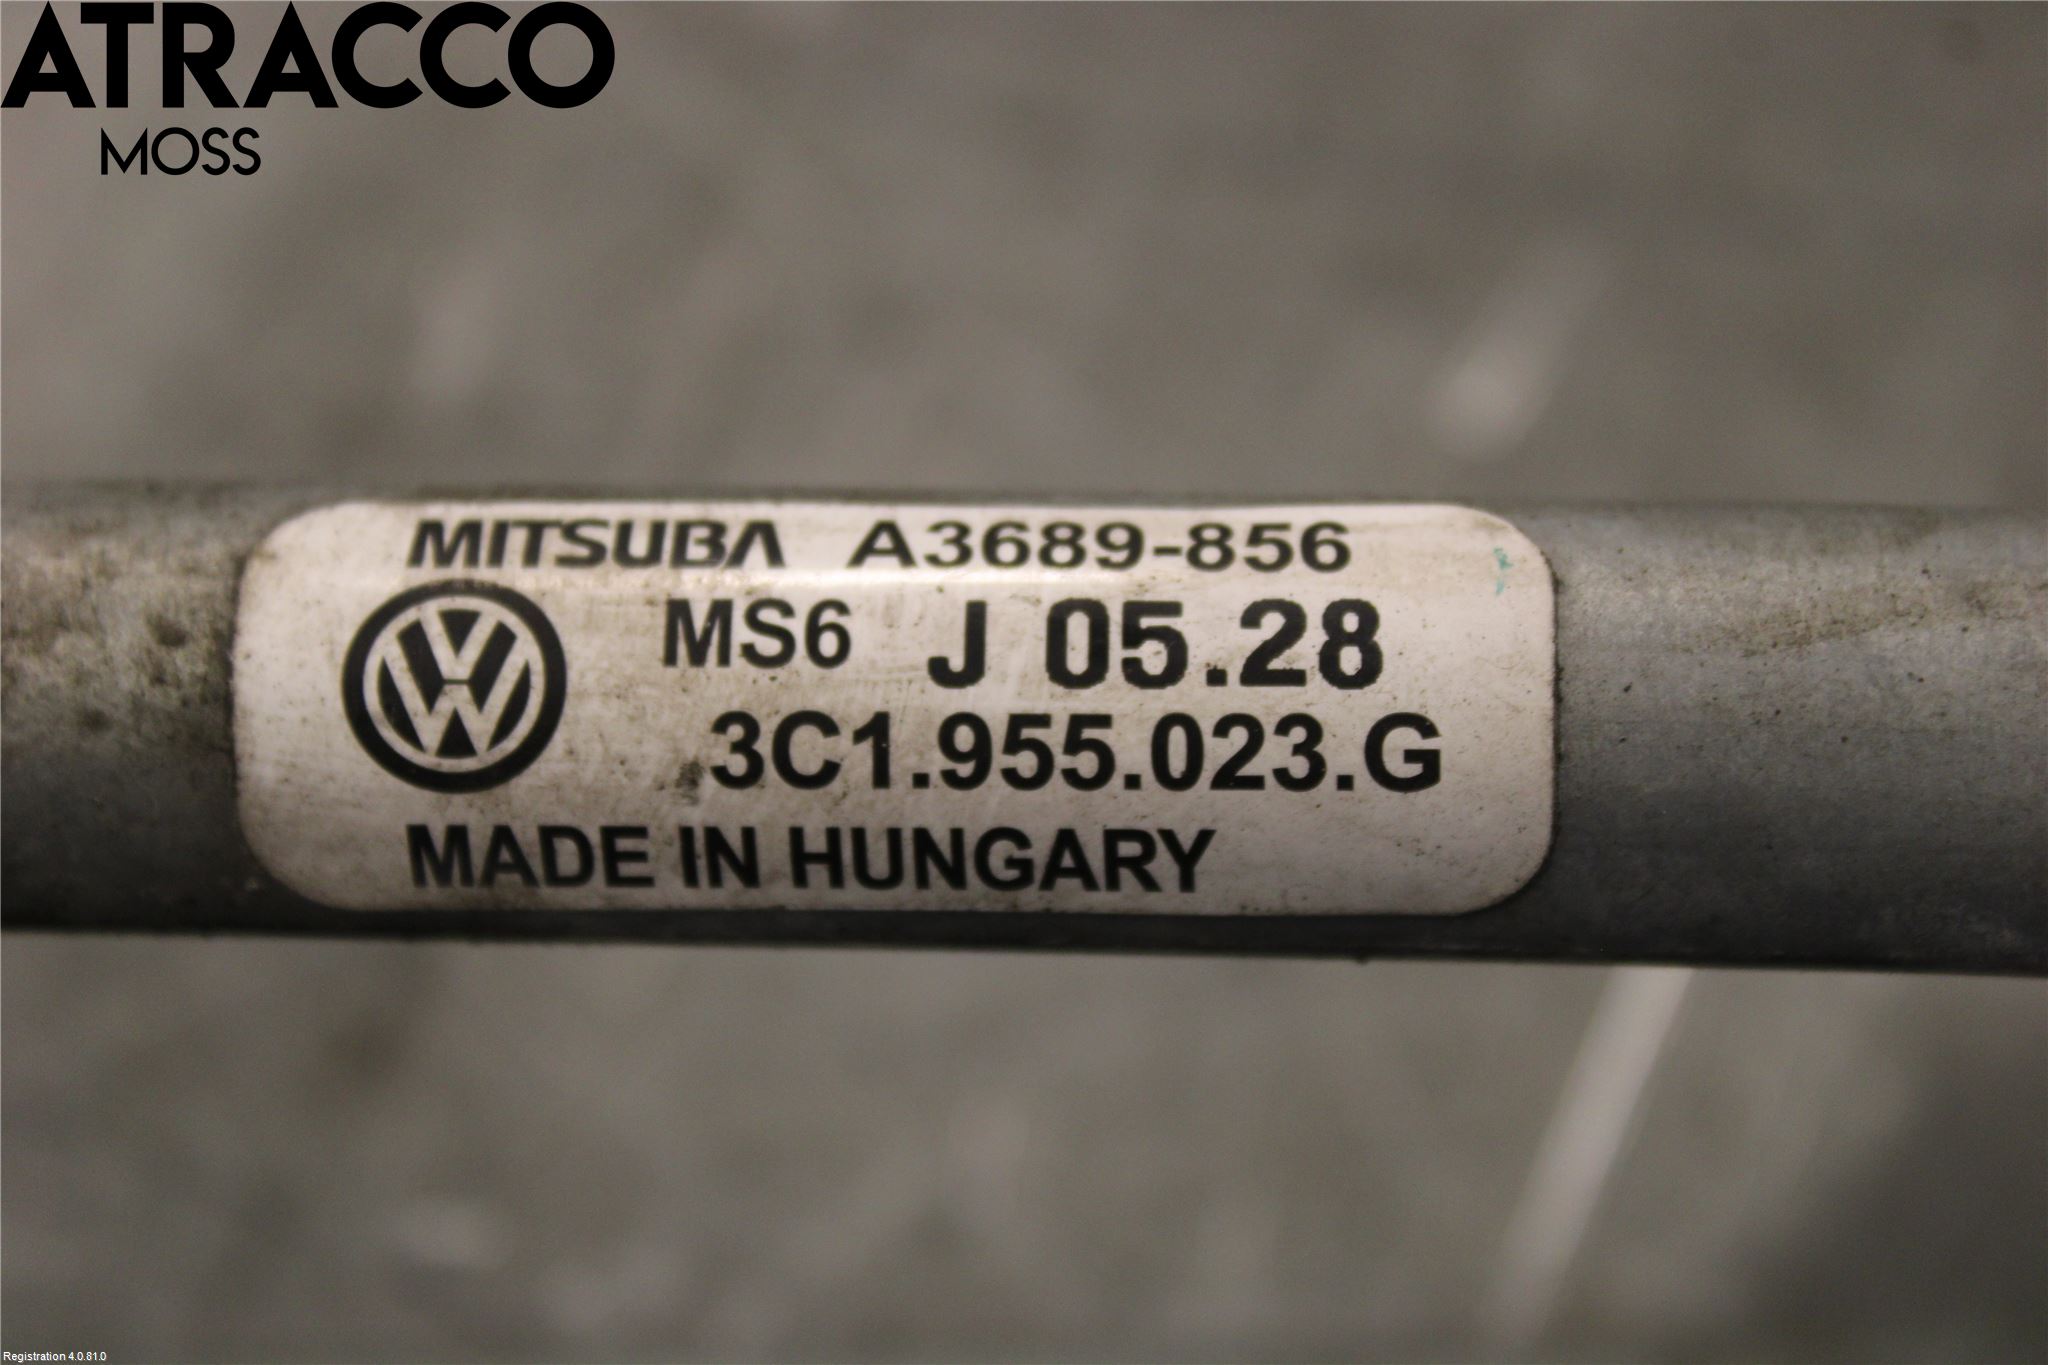 ATRACCO
MOSS
MITSUBA A3689-856
MS6 J 05.28
3C1.955.023.G
MADE IN HUNGARY
Registration 4.0.81.0